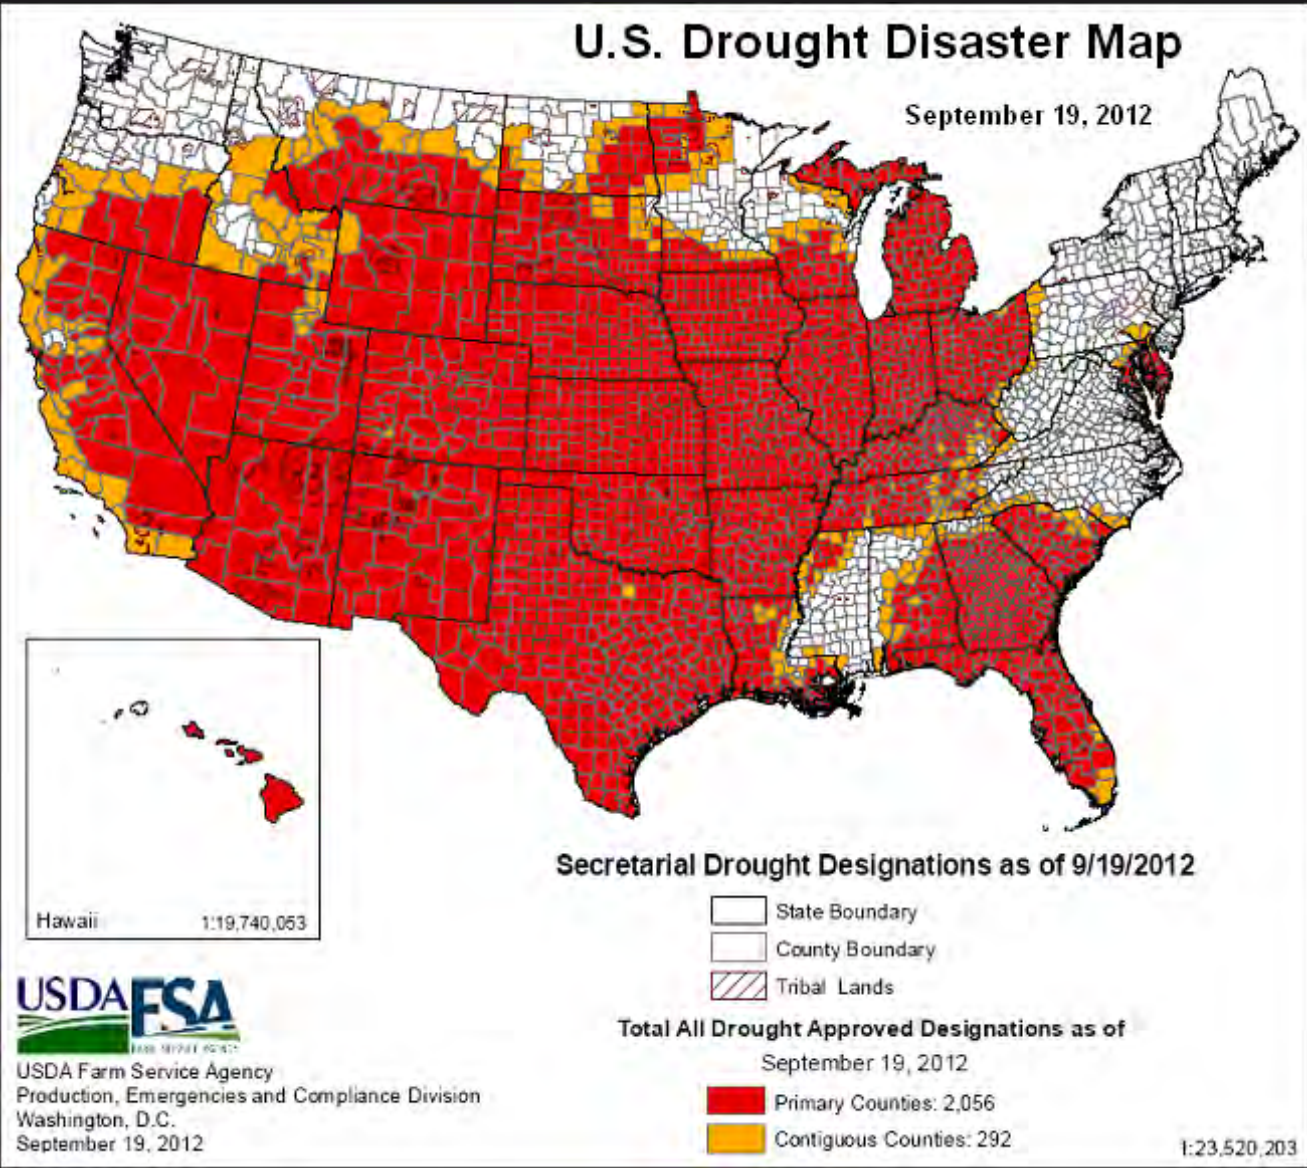 U.S. Drought Disaster Map
September 19, 2012
Hawaii 1:19,740,053
Secretarial Drought Designations as of 9/19/2012
State Boundary
County Boundary
Tribal Lands
Total All Drought Approved Designations as of
September 19, 2012
Primary Counties: 2,056
Contiguous Counties: 292
1:23,520,203
USDA FSA
USDA Farm Service Agency
Production, Emergencies and Compliance Division
Washington, D.C.
September 19, 2012